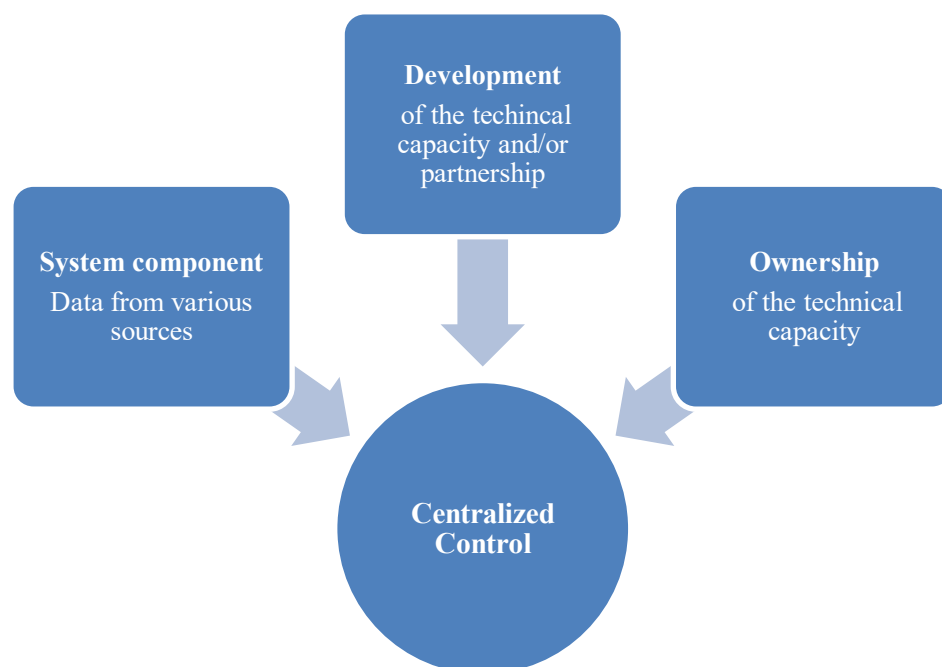 Development
of the techincal
capacity and/or
partnership
System component
Data from various
sources
Ownership
of the technical
capacity
Centralized
Control